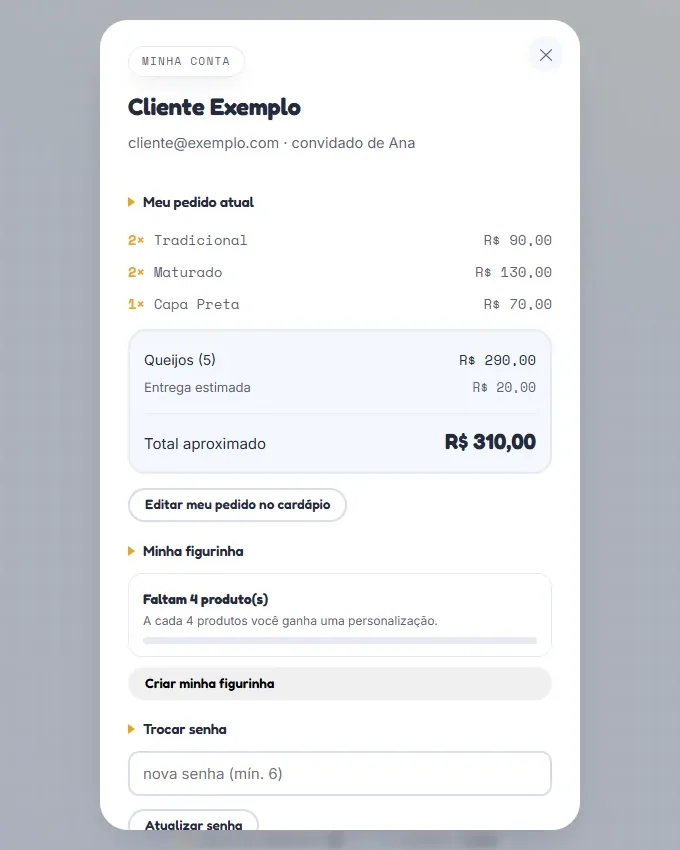 MINHA CONTA
Cliente Exemplo
cliente@exemplo.com · convidado de Ana
Meu pedido atual
2× Tradicional R$ 90,00
2× Maturado R$ 130,00
1× Capa Preta R$ 70,00
Queijos (5) R$ 290,00
Entrega estimada R$ 20,00
Total aproximado R$ 310,00
Editar meu pedido no cardápio
Minha figurinha
Faltam 4 produto(s)
A cada 4 produtos você ganha uma personalização.
Criar minha figurinha
Trocar senha
nova senha (mín. 6)
Atualizar senha